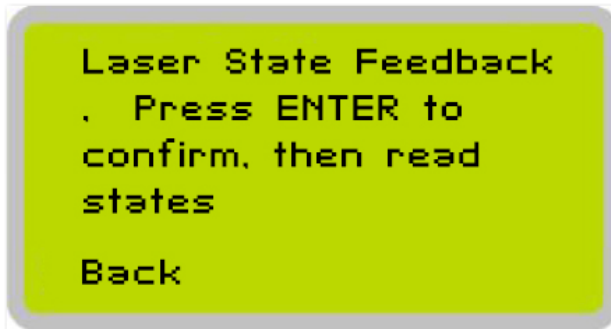 Laser State Feedback
. Press ENTER to
confirm, then read
states
Back